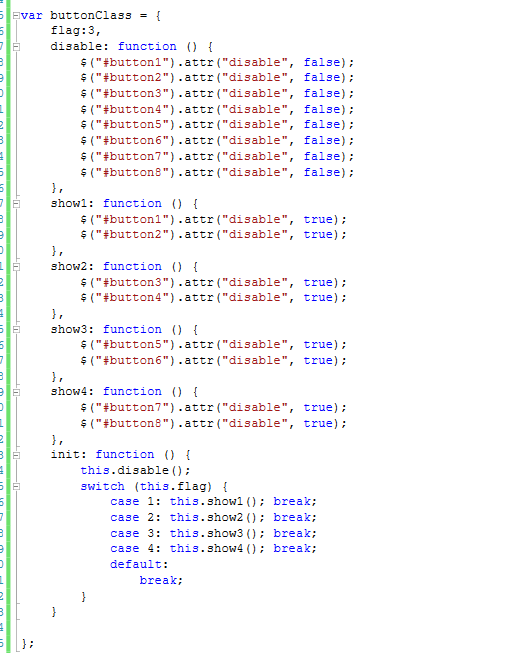 var buttonClass = {
    flag:3,
    disable: function () {
        $("#button1").attr("disable", false);
        $("#button2").attr("disable", false);
        $("#button3").attr("disable", false);
        $("#button4").attr("disable", false);
        $("#button5").attr("disable", false);
        $("#button6").attr("disable", false);
        $("#button7").attr("disable", false);
        $("#button8").attr("disable", false);
    },
    show1: function () {
        $("#button1").attr("disable", true);
        $("#button2").attr("disable", true);
    },
    show2: function () {
        $("#button3").attr("disable", true);
        $("#button4").attr("disable", true);
    },
    show3: function () {
        $("#button5").attr("disable", true);
        $("#button6").attr("disable", true);
    },
    show4: function () {
        $("#button7").attr("disable", true);
        $("#button8").attr("disable", true);
    },
    init: function () {
        this.disable();
        switch (this.flag) {
            case 1: this.show1(); break;
            case 2: this.show2(); break;
            case 3: this.show3(); break;
            case 4: this.show4(); break;
            default:
                break;
        }
    }
};